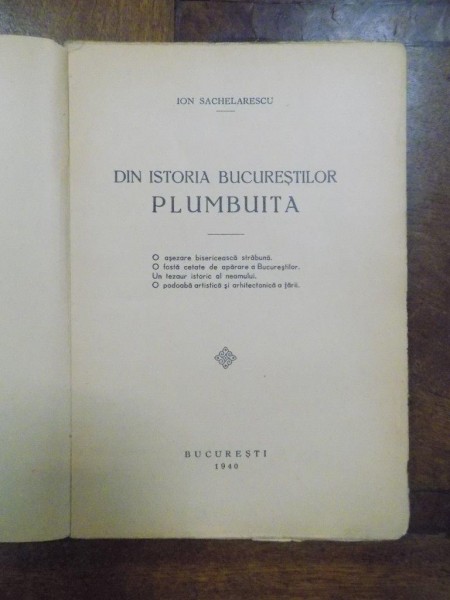 ION SACHELARESCU
DIN ISTORIA BUCUREȘTILOR
PLUMBUITA
O așezare bisericească străbună.
O fostă cetate de apărare a Bucureștilor.
Un tezaur istoric al neamului.
O podoabă artistică și arhitectonică a țării.
BUCUREȘTI
1940